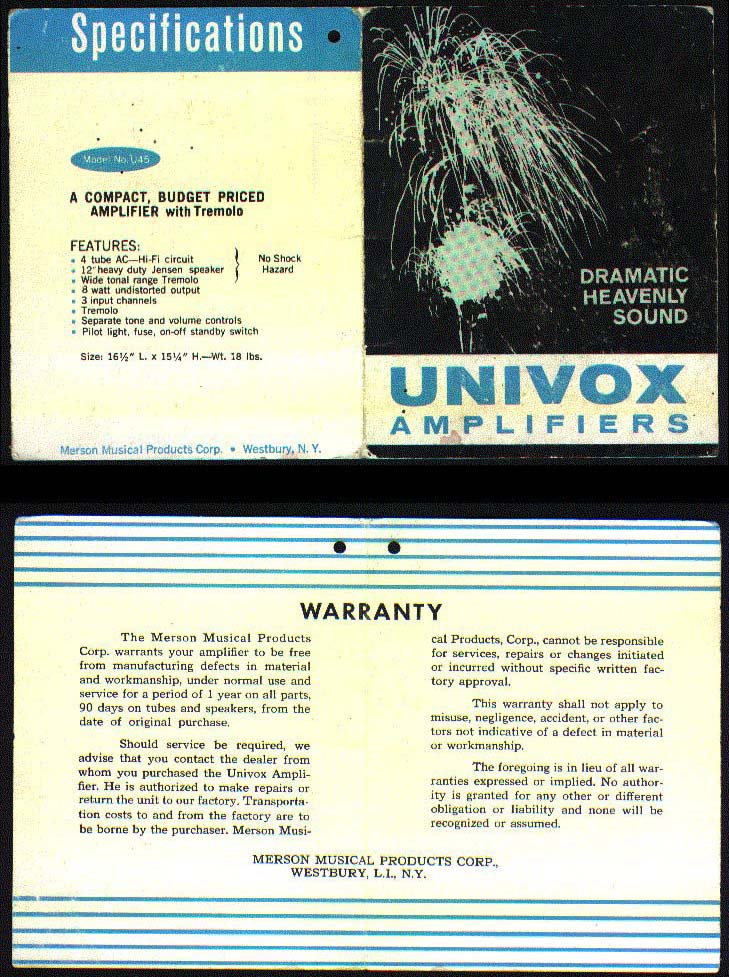 Specifications
Model No. U45
A COMPACT, BUDGET PRICED
AMPLIFIER with Tremolo
FEATURES:
• 4 tube AC—Hi-Fi circuit
• 12" heavy duty Jensen speaker
• Wide tonal range Tremolo
} No Shock
} Hazard
• 8 watt undistorted output
• 3 input channels
• Tremolo
• Separate tone and volume controls
• Pilot light, fuse, on-off standby switch
Size: 16½" L. x 15¼" H.—Wt. 18 lbs.
Merson Musical Products Corp. • Westbury, N. Y.
DRAMATIC
HEAVENLY
SOUND
UNIVOX
AMPLIFIERS
WARRANTY
The Merson Musical Products
Corp. warrants your amplifier to be free
from manufacturing defects in material
and workmanship, under normal use and
service for a period of 1 year on all parts,
90 days on tubes and speakers, from the
date of original purchase.
Should service be required, we
advise that you contact the dealer from
whom you purchased the Univox Ampli-
fier. He is authorized to make repairs or
return the unit to our factory. Transporta-
tion costs to and from the factory are to
be borne by the purchaser. Merson Musi-
cal Products, Corp., cannot be responsible
for services, repairs or changes initiated
or incurred without specific written fac-
tory approval.
This warranty shall not apply to
misuse, negligence, accident, or other fac-
tors not indicative of a defect in material
or workmanship.
The foregoing is in lieu of all war-
ranties expressed or implied. No author-
ity is granted for any other or different
obligation or liability and none will be
recognized or assumed.
MERSON MUSICAL PRODUCTS CORP.,
WESTBURY, L.I., N.Y.